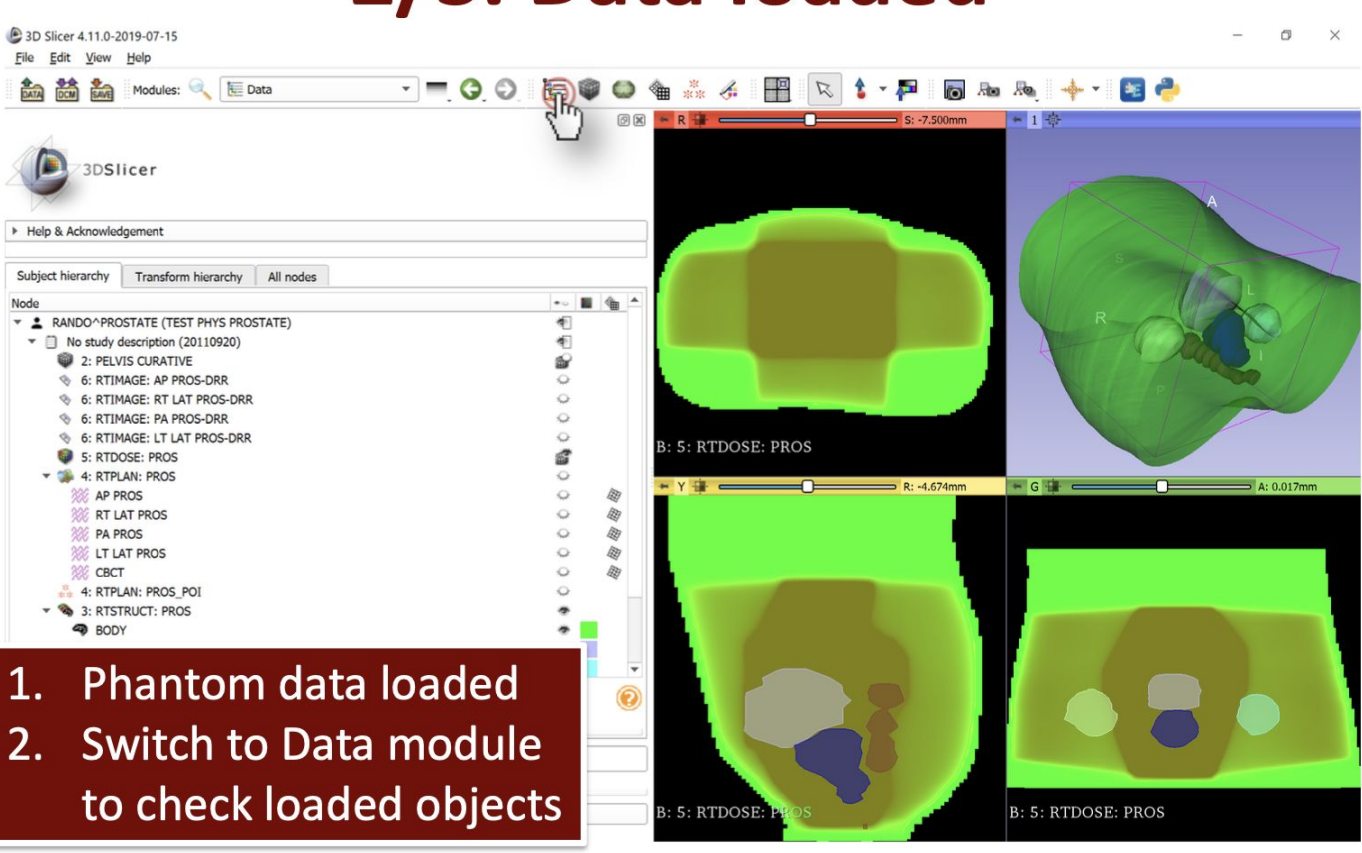 2/5: Data loaded
3D Slicer 4.11.0-2019-07-15
File Edit View Help
DATA DCM SAVE Modules: Data
R S: -7.500mm
1
3DSlicer
Help & Acknowledgement
Subject hierarchy Transform hierarchy All nodes
Node
RANDO^PROSTATE (TEST PHYS PROSTATE)
No study description (20110920)
2: PELVIS CURATIVE
6: RTIMAGE: AP PROS-DRR
6: RTIMAGE: RT LAT PROS-DRR
6: RTIMAGE: PA PROS-DRR
6: RTIMAGE: LT LAT PROS-DRR
5: RTDOSE: PROS
4: RTPLAN: PROS
AP PROS
RT LAT PROS
PA PROS
LT LAT PROS
CBCT
4: RTPLAN: PROS_POI
3: RTSTRUCT: PROS
BODY
B: 5: RTDOSE: PROS
A
S
L
R
I
P
Y R: -4.674mm
G A: 0.017mm
B: 5: RTDOSE: PROS
B: 5: RTDOSE: PROS
1. Phantom data loaded
2. Switch to Data module
to check loaded objects